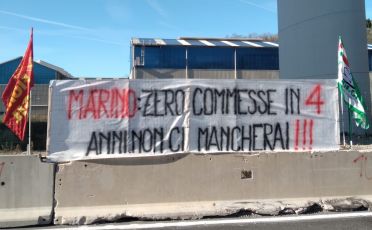 MARINO: ZERO COMMESSE IN 4
ANNI NON CI MANCHERAI!!!